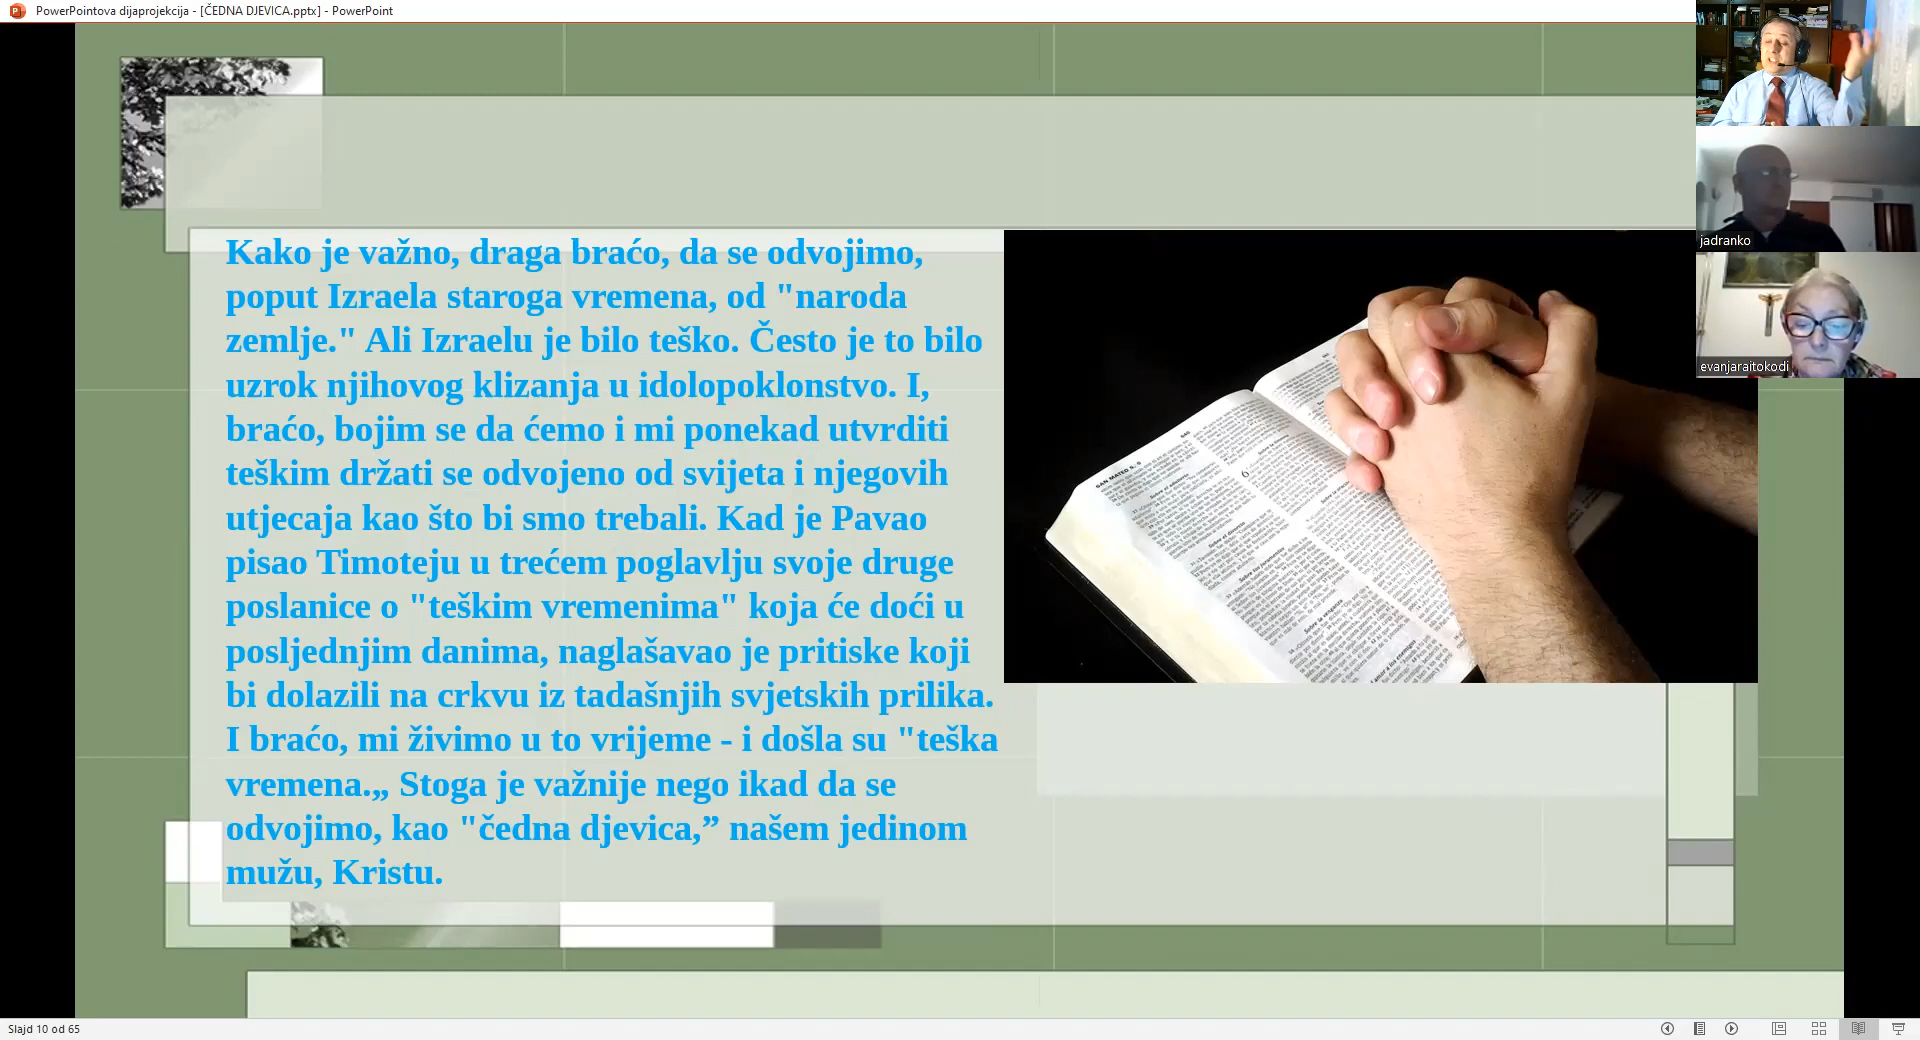 PowerPointova dijaprojekcija - [ČEDNA DJEVICA.pptx] - PowerPoint
Kako je važno, draga braćo, da se odvojimo,
poput Izraela staroga vremena, od "naroda
zemlje." Ali Izraelu je bilo teško. Često je to bilo
uzrok njihovog klizanja u idolopoklonstvo. I,
braćo, bojim se da ćemo i mi ponekad utvrditi
teškim držati se odvojeno od svijeta i njegovih
utjecaja kao što bi smo trebali. Kad je Pavao
pisao Timoteju u trećem poglavlju svoje druge
poslanice o "teškim vremenima" koja će doći u
posljednjim danima, naglašavao je pritiske koji
bi dolazili na crkvu iz tadašnjih svjetskih prilika.
I braćo, mi živimo u to vrijeme - i došla su "teška
vremena.„ Stoga je važnije nego ikad da se
odvojimo, kao "čedna djevica,” našem jedinom
mužu, Kristu.
SAN MATEO 5, 6
6
jadranko
evanjaraitokodi
Slajd 10 od 65